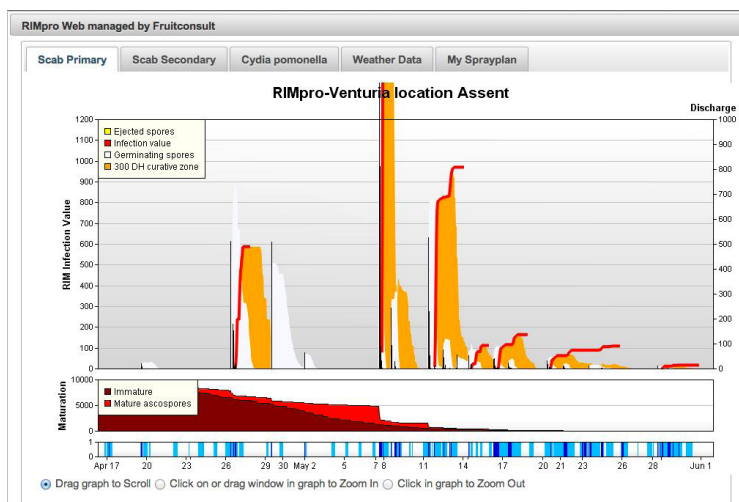 RIMpro Web managed by Fruitconsult
Scab Primary Scab Secondary Cydia pomonella Weather Data My Sprayplan
RIMpro-Venturia location Assent
Discharge
RIM Infection Value
1200
1100
1000
900
800
700
600
500
400
300
200
100
0
Ejected spores
Infection value
Germinating spores
300 DH curative zone
1000
900
800
700
600
500
400
300
200
100
0
Maturation
10000
5000
0
Immature
Mature ascospores
1
0
1
0
Apr 17 20 23 26 29 30 May 2 5 7 8 11 14 17 20 21 23 26 28 Jun 1
Drag graph to Scroll Click on or drag window in graph to Zoom In Click in graph to Zoom Out